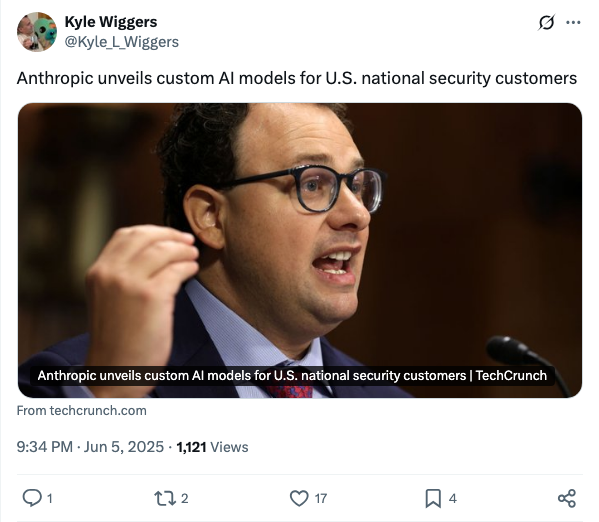 Kyle Wiggers
@Kyle_L_Wiggers
Anthropic unveils custom AI models for U.S. national security customers
Anthropic unveils custom AI models for U.S. national security customers | TechCrunch
From techcrunch.com
9:34 PM · Jun 5, 2025 · 1,121 Views
1 2 17 4